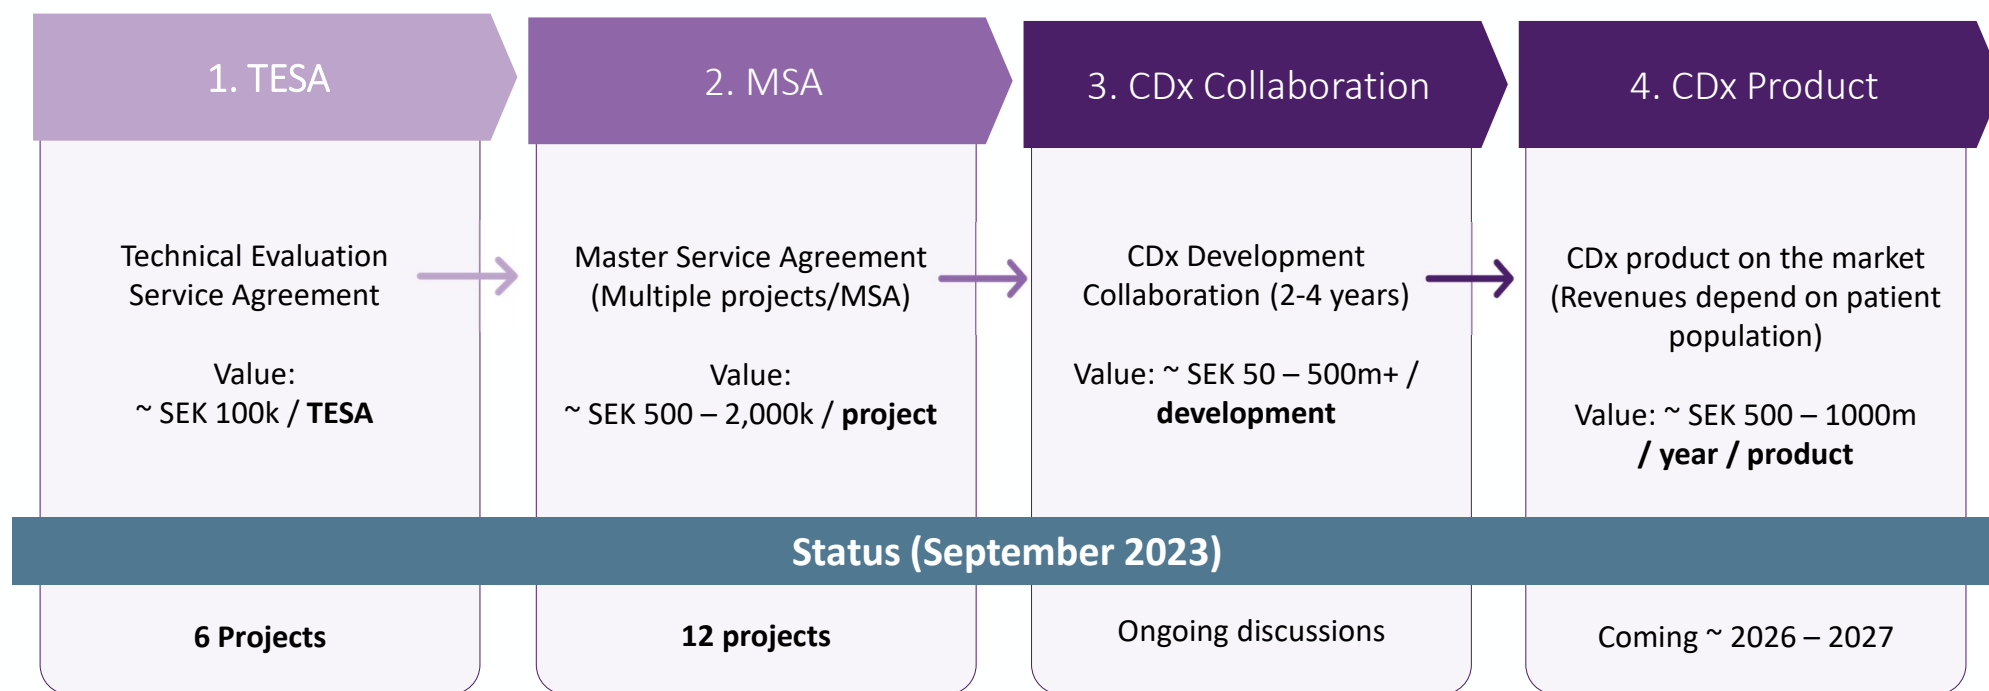 1. TESA
2. MSA
3. CDx Collaboration
4. CDx Product
Technical Evaluation
Service Agreement
Value:
~ SEK 100k / TESA
Master Service Agreement
(Multiple projects/MSA)
Value:
~ SEK 500 – 2,000k / project
CDx Development
Collaboration (2-4 years)
Value: ~ SEK 50 – 500m+ /
development
CDx product on the market
(Revenues depend on patient
population)
Value: ~ SEK 500 – 1000m
/ year / product
Status (September 2023)
6 Projects
12 projects
Ongoing discussions
Coming ~ 2026 – 2027